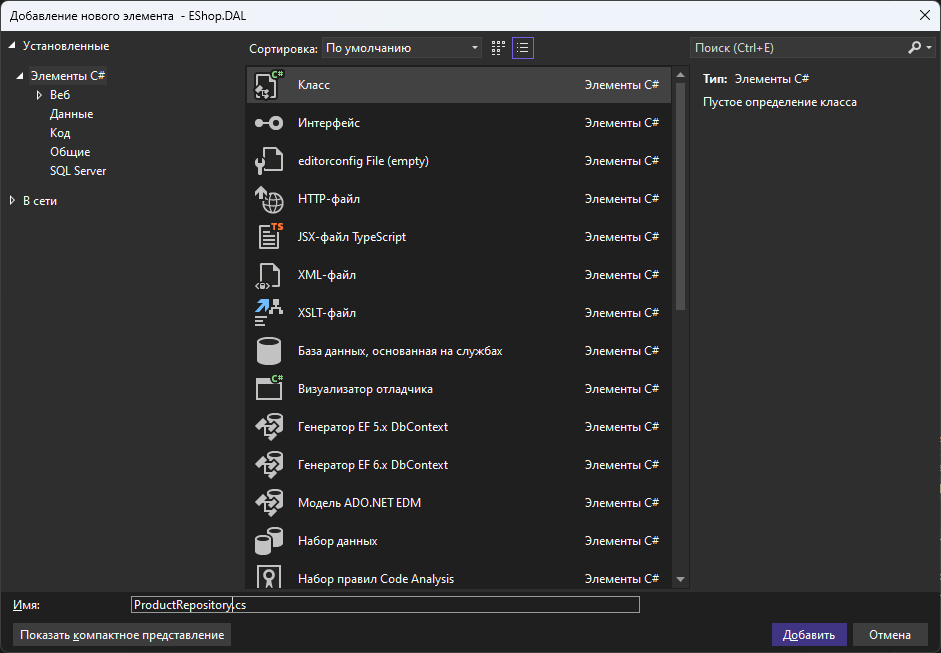 Добавление нового элемента - EShop.DAL
Установленные
Элементы C#
Веб
Данные
Код
Общие
SQL Server
В сети
Сортировка: По умолчанию
Класс Элементы C#
Интерфейс Элементы C#
editorconfig File (empty) Элементы C#
HTTP-файл Элементы C#
JSX-файл TypeScript Элементы C#
XML-файл Элементы C#
XSLT-файл Элементы C#
База данных, основанная на службах Элементы C#
Визуализатор отладчика Элементы C#
Генератор EF 5.x DbContext Элементы C#
Генератор EF 6.x DbContext Элементы C#
Модель ADO.NET EDM Элементы C#
Набор данных Элементы C#
Набор правил Code Analysis Элементы C#
Поиск (Ctrl+E)
Тип: Элементы C#
Пустое определение класса
Имя: ProductRepository.cs
Показать компактное представление
Добавить
Отмена